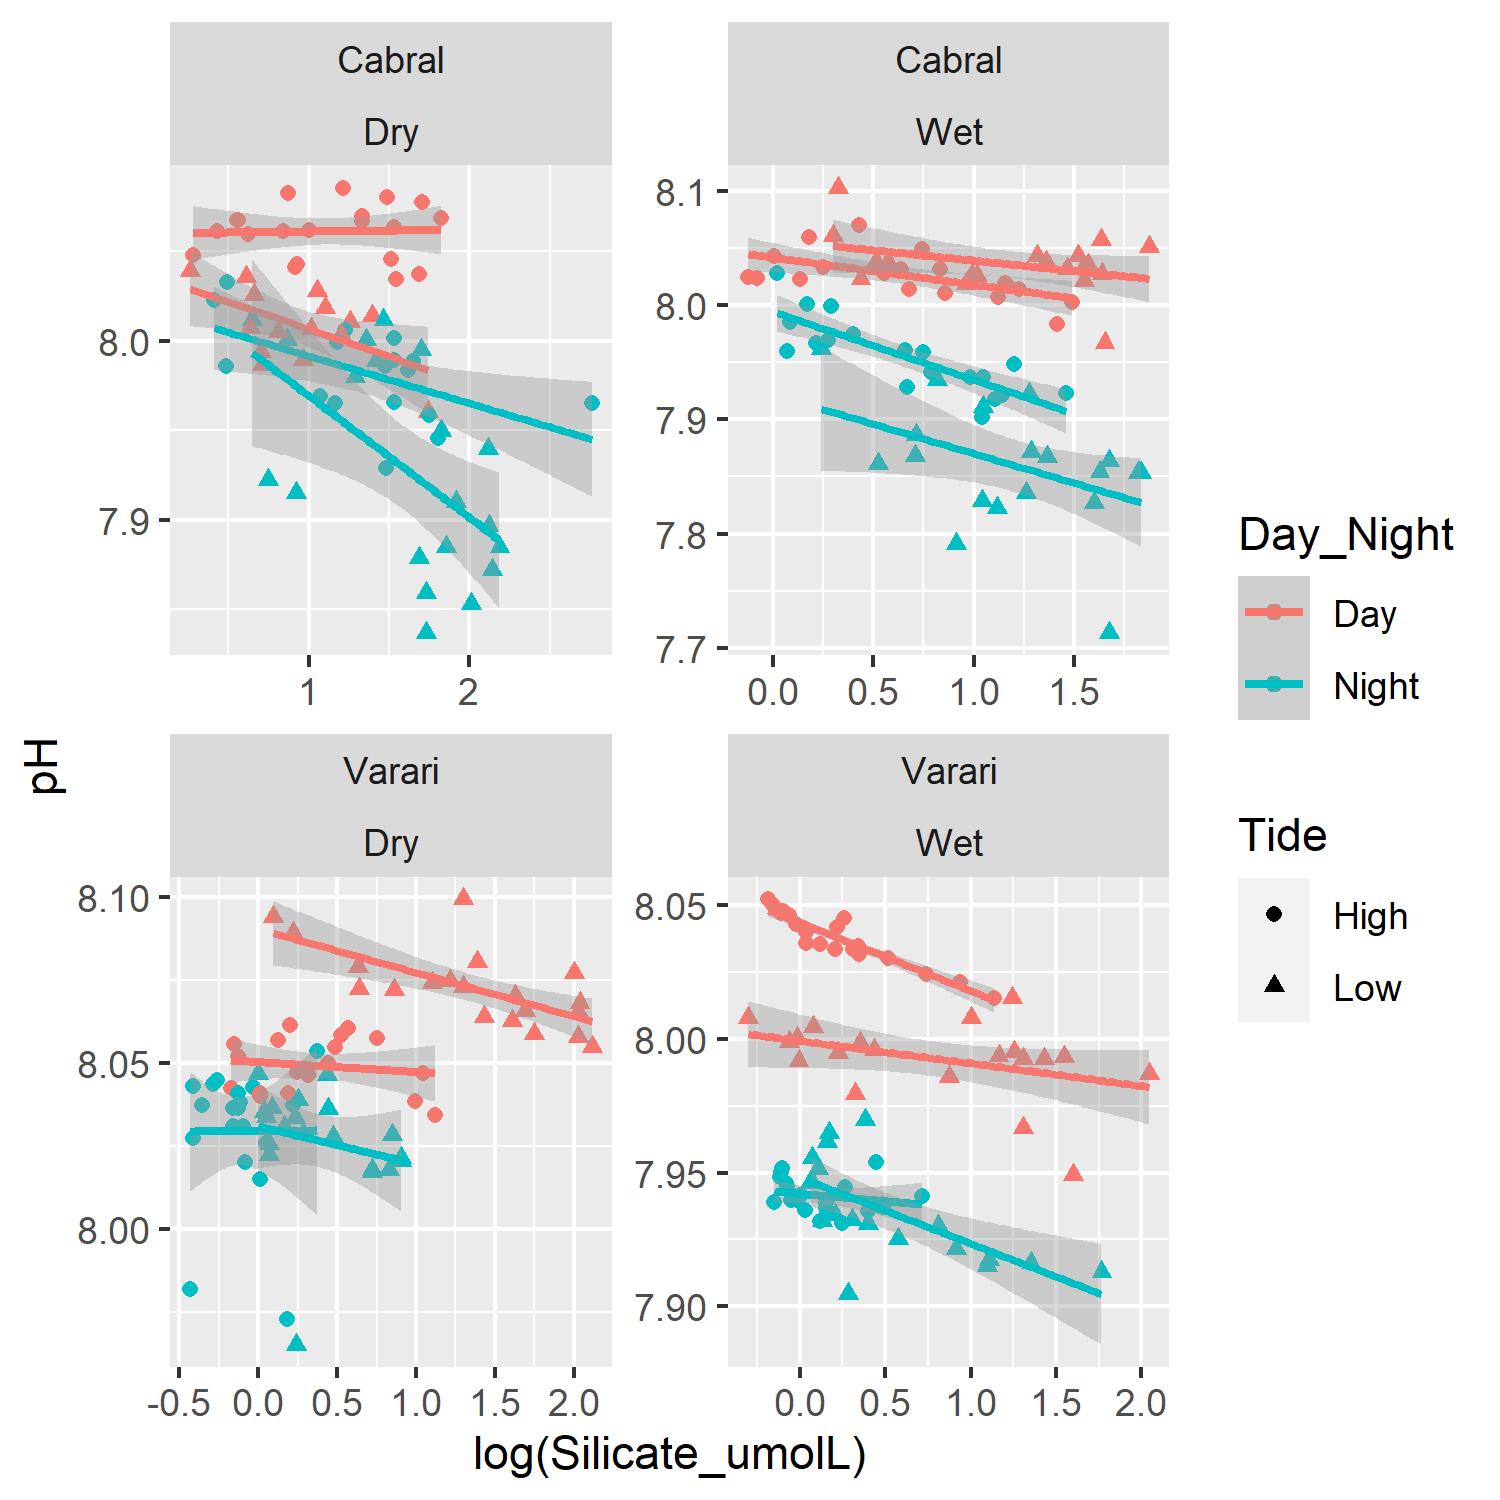 Cabral
Dry
Cabral
Wet
8.0
7.9
1
2
8.1
8.0
7.9
7.8
7.7
0.0
0.5
1.0
1.5
Varari
Dry
Varari
Wet
8.10
8.05
8.00
-0.5
0.0
0.5
1.0
1.5
2.0
8.05
8.00
7.95
7.90
0.0
0.5
1.0
1.5
2.0
pH
log(Silicate_umolL)
Day_Night
Day
Night
Tide
High
Low